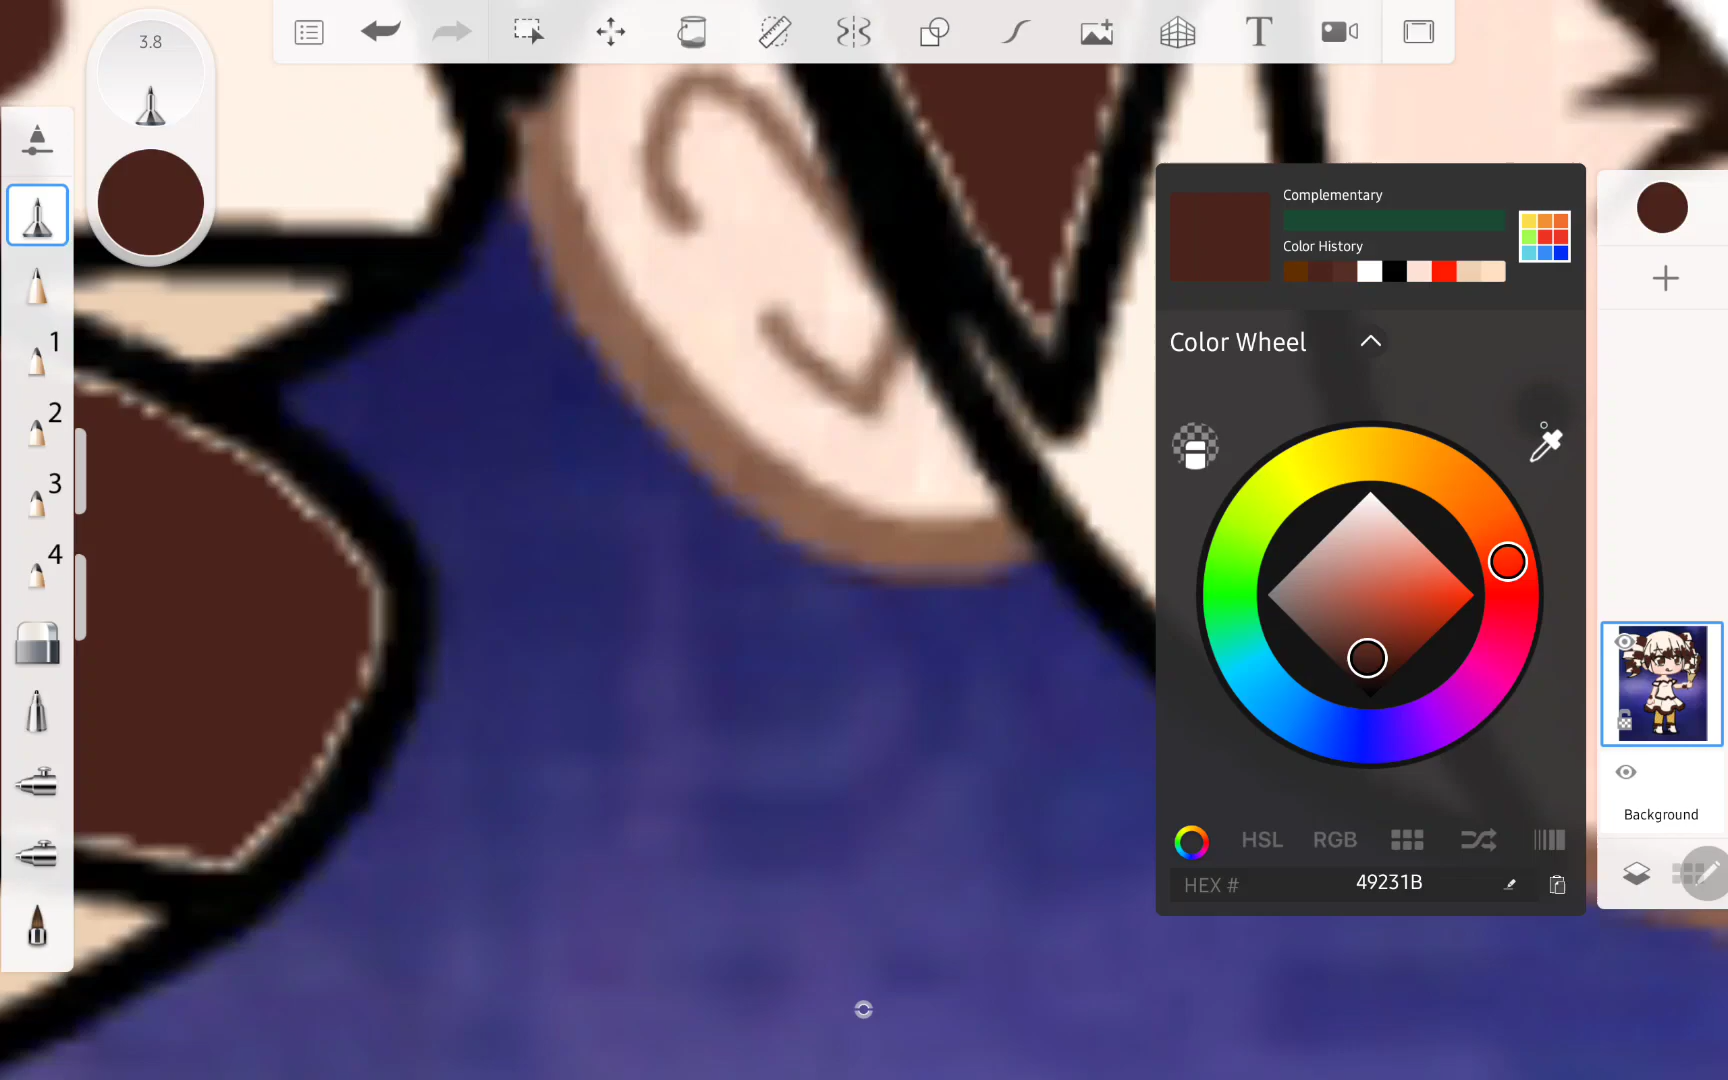 3.8
T
1
2
3
4
Complementary
Color History
Color Wheel
HSL RGB
HEX # 49231B
Background